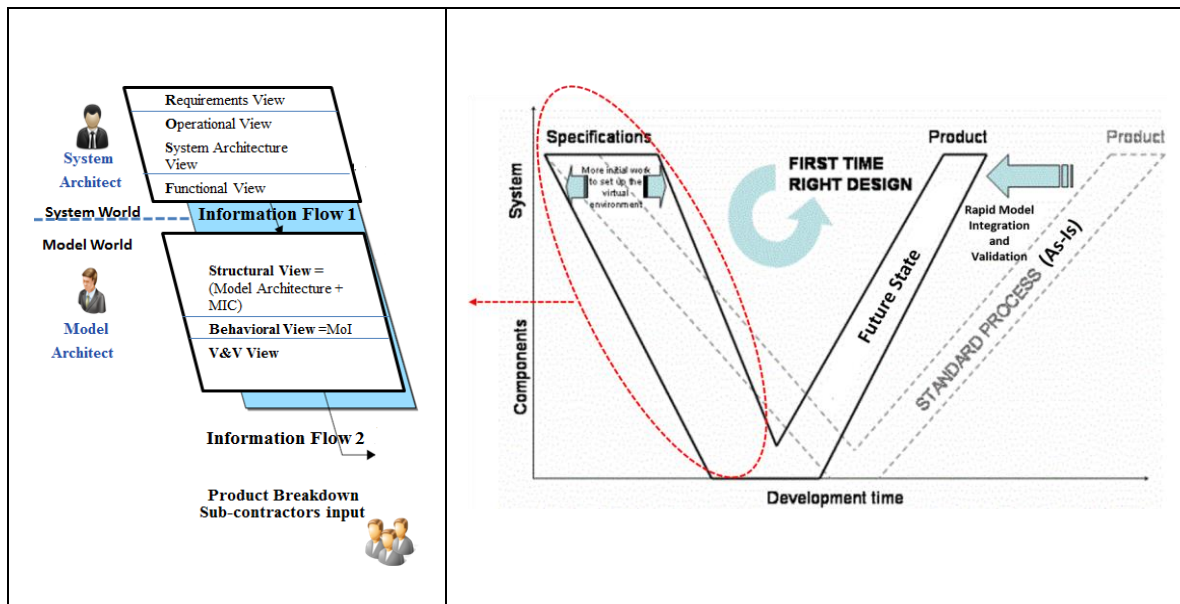 Requirements View
Operational View
System Architecture
View
Functional View
System
Architect
System World
Information Flow 1
Model World
Structural View =
(Model Architecture +
MIC)
Behavioral View =MoI
V&V View
Model
Architect
Information Flow 2
Product Breakdown
Sub-contractors input
Specifications
Product
Product
More initial work
to set up the
virtual
environment
FIRST TIME
RIGHT DESIGN
Rapid Model
Integration
and
Validation
System
Components
Future State
STANDARD PROCESS (As-Is)
Development time